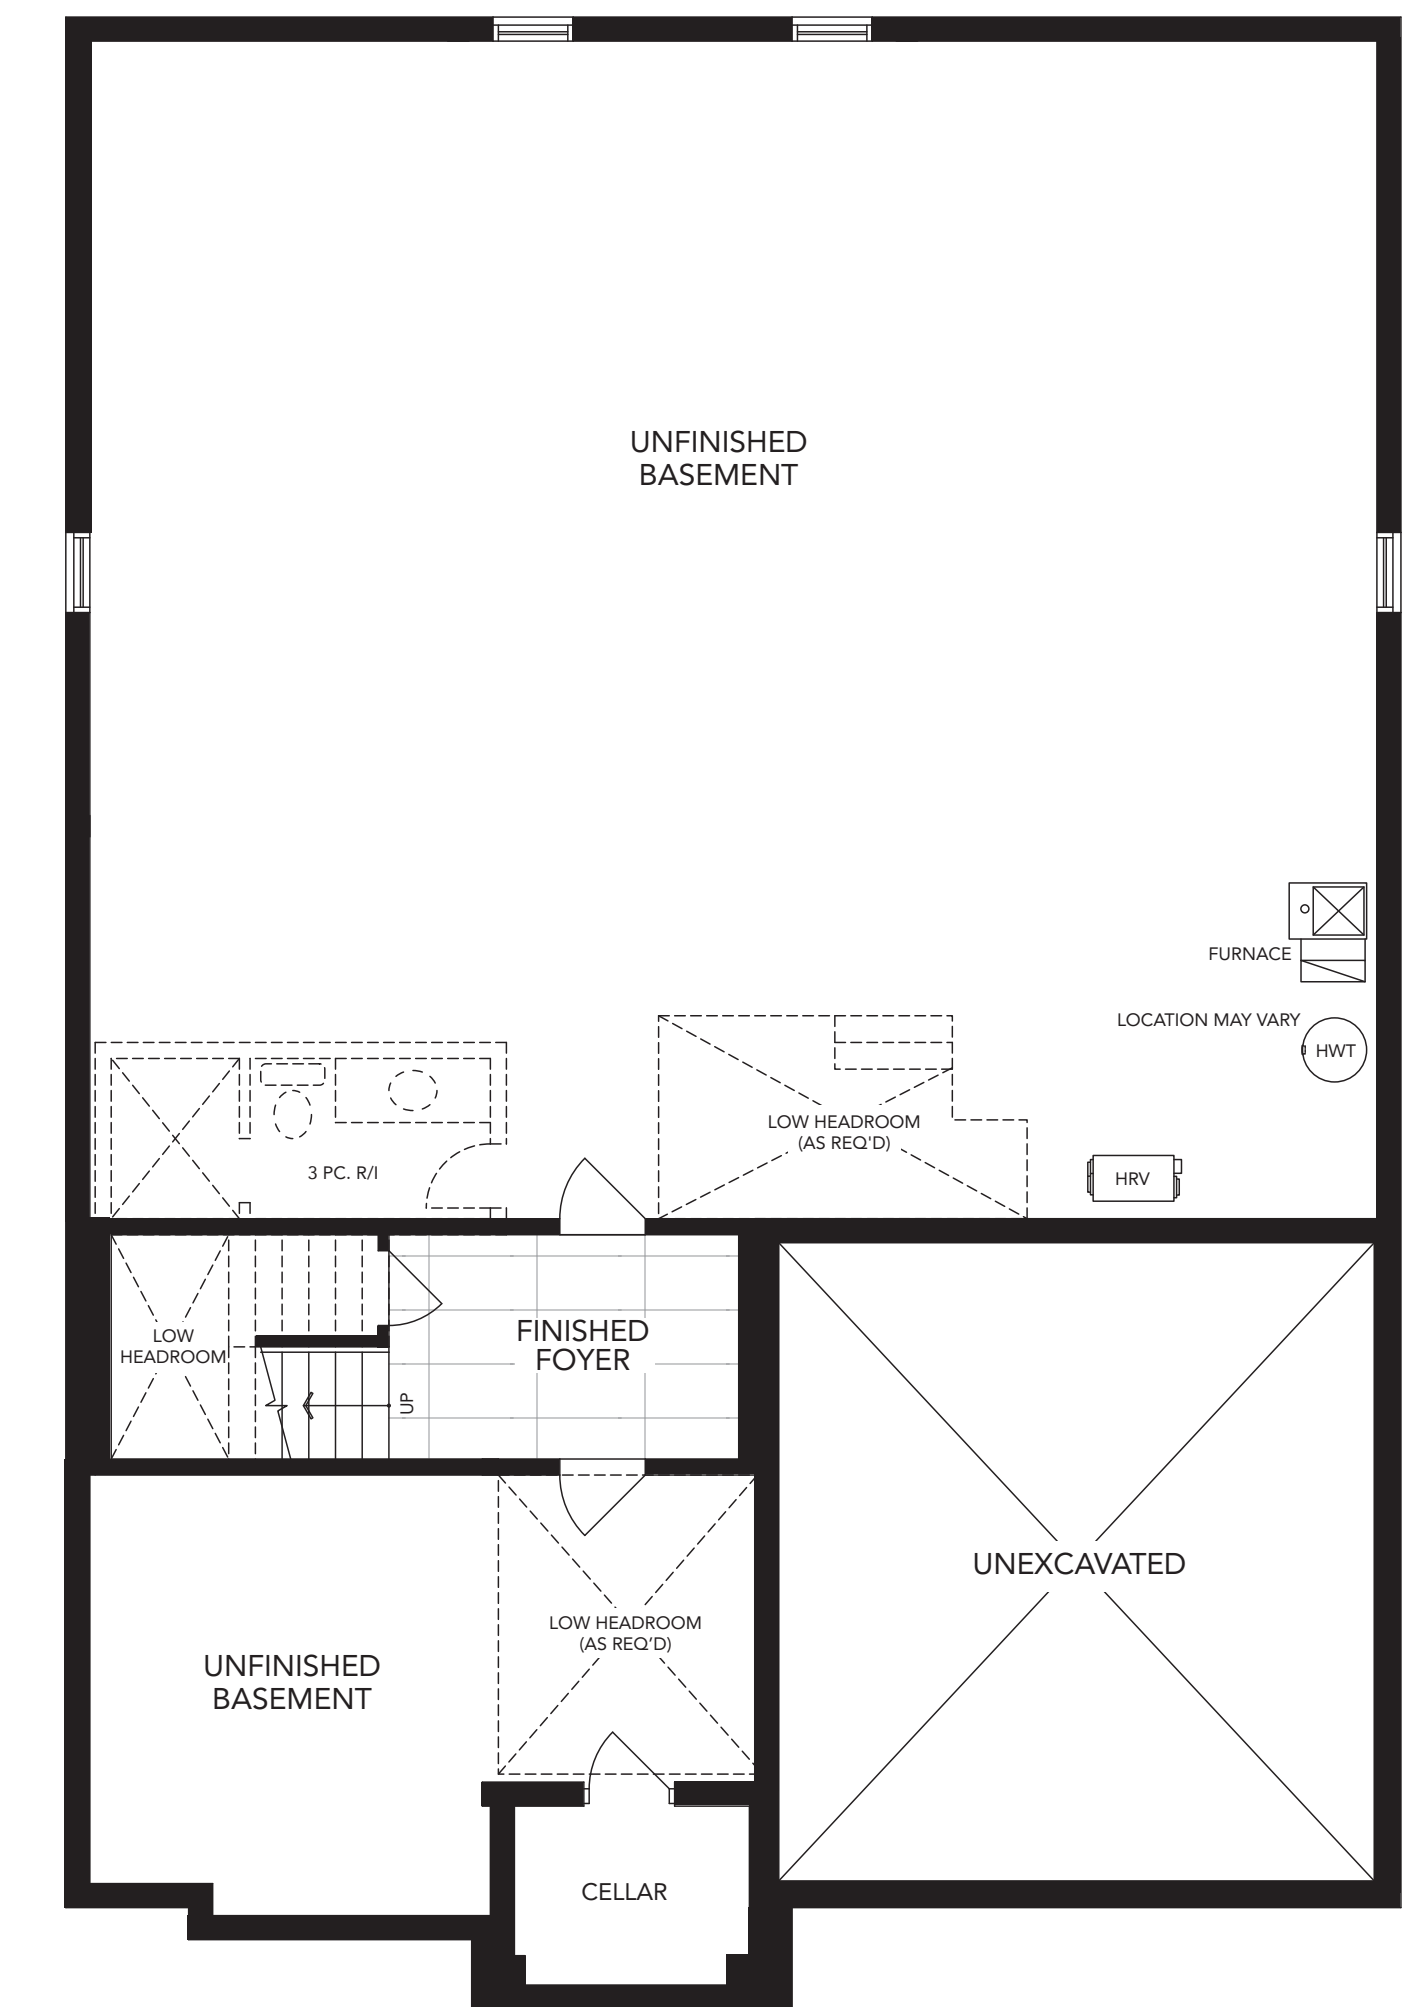 UNFINISHED
BASEMENT
FURNACE
LOCATION MAY VARY
HWT
LOW HEADROOM
(AS REQ'D)
3 PC. R/I
HRV
LOW
HEADROOM
FINISHED
FOYER
UP
UNEXCAVATED
LOW HEADROOM
(AS REQ’D)
UNFINISHED
BASEMENT
CELLAR